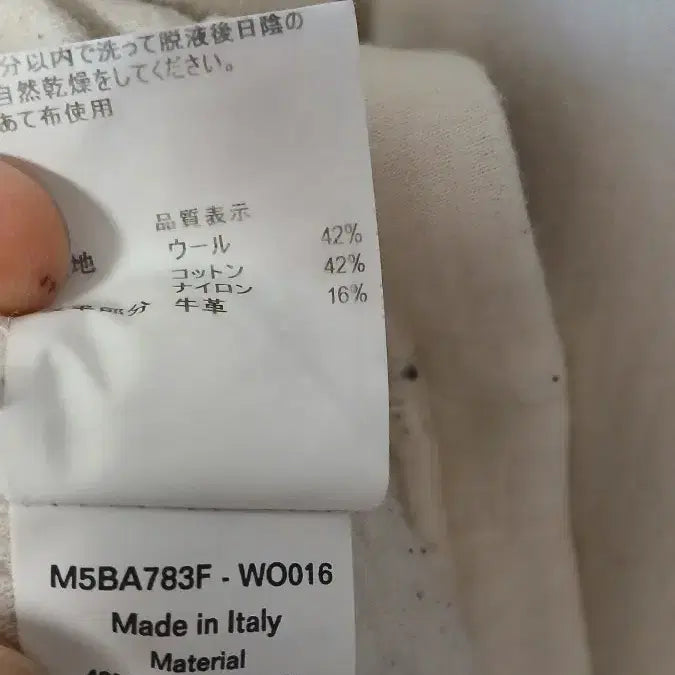 分以内で洗って脱液後日陰の
自然乾燥をしてください。
あて布使用
品質表示
地 ウール 42%
コットン 42%
ナイロン 16%
部分 牛革
M5BA783F - WO016
Made in Italy
Material